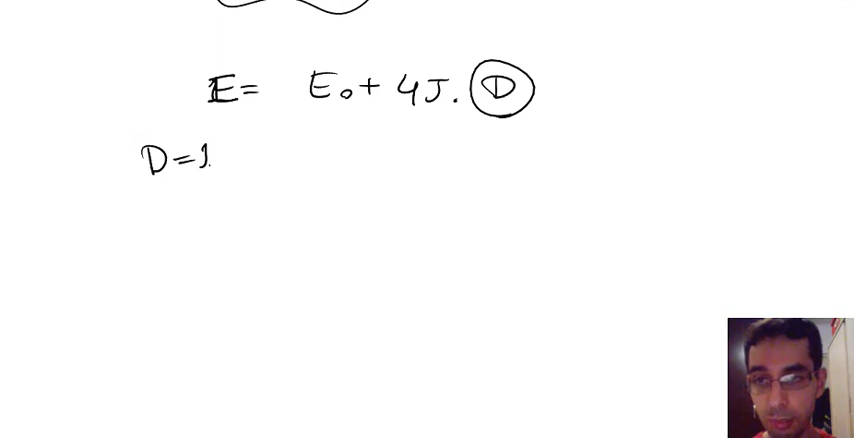 E = E₀ + 4J. D
D = 1